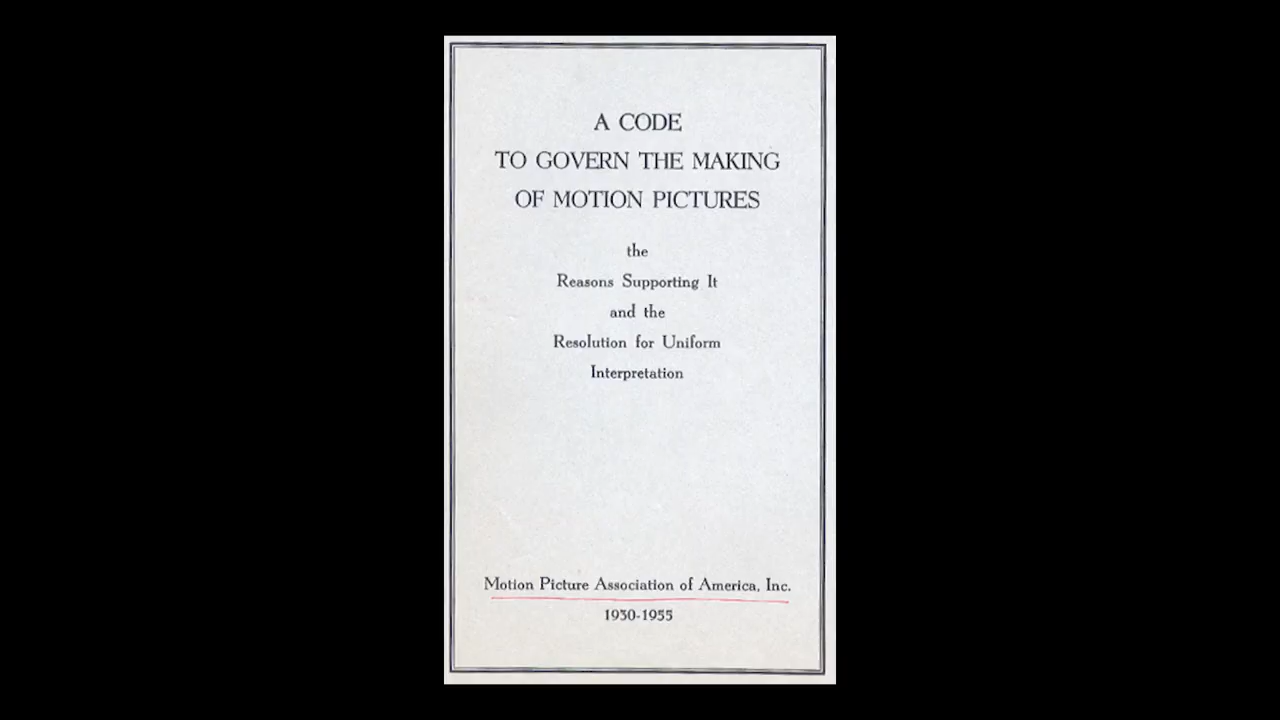 A CODE
TO GOVERN THE MAKING
OF MOTION PICTURES
the
Reasons Supporting It
and the
Resolution for Uniform
Interpretation
Motion Picture Association of America, Inc.
1930-1955